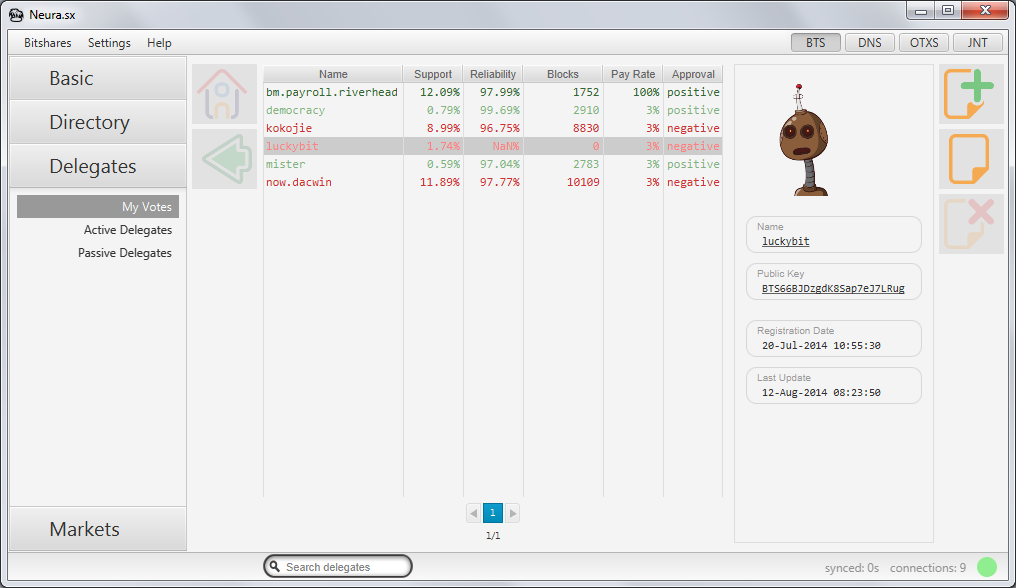 Neura.sx
Bitshares Settings Help BTS DNS OTXS JNT
Basic
Directory
Delegates
My Votes
Active Delegates
Passive Delegates
Markets
Name Support Reliability Blocks Pay Rate Approval
bm.payroll.riverhead 12.09% 97.99% 1752 100% positive
democracy 0.79% 99.69% 2910 3% positive
kokojie 8.99% 96.75% 8830 3% negative
luckybit 1.74% NaN% 0 3% negative
mister 0.59% 97.04% 2783 3% positive
now.dacwin 11.89% 97.77% 10109 3% negative
1
1/1
Name
luckybit
Public Key
BTS66BJDzgdK8Sap7eJ7LRug
Registration Date
20-Jul-2014 10:55:30
Last Update
12-Aug-2014 08:23:50
Search delegates
synced: 0s connections: 9